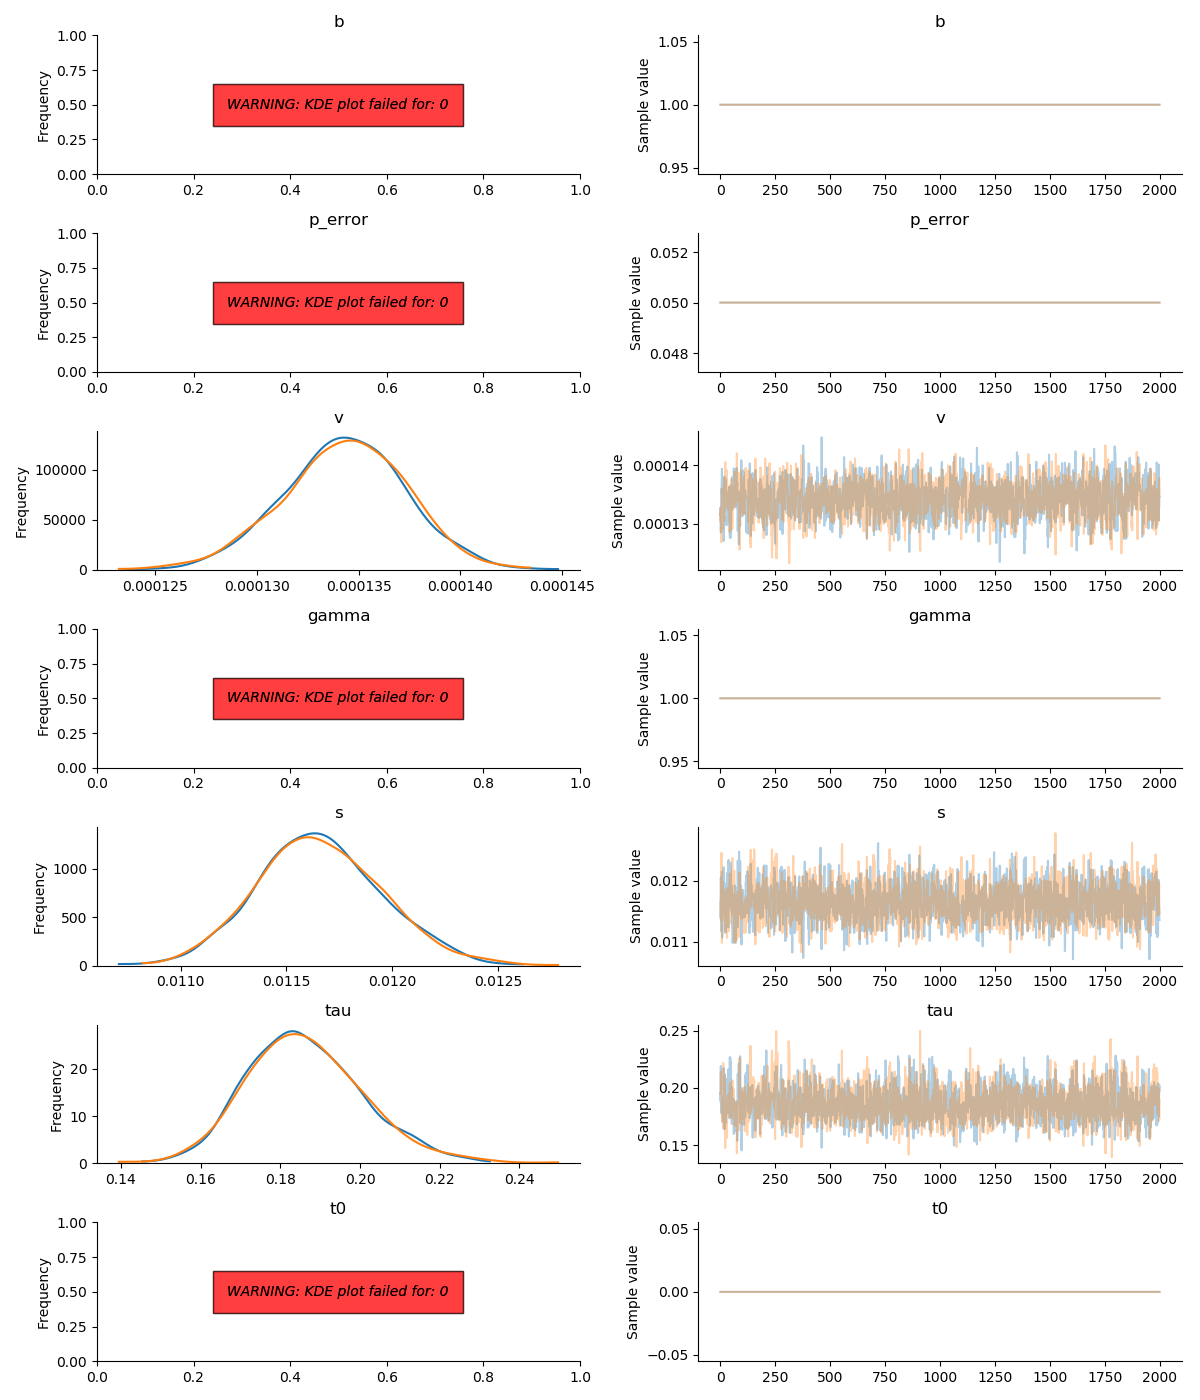 b
b
1.00
0.75
0.50
0.25
0.00
Frequency
WARNING: KDE plot failed for: 0
0.0 0.2 0.4 0.6 0.8 1.0
1.05
1.00
0.95
Sample value
0 250 500 750 1000 1250 1500 1750 2000
p_error
p_error
1.00
0.75
0.50
0.25
0.00
Frequency
WARNING: KDE plot failed for: 0
0.0 0.2 0.4 0.6 0.8 1.0
0.052
0.050
0.048
Sample value
0 250 500 750 1000 1250 1500 1750 2000
v
v
100000
50000
0
Frequency
0.000125 0.000130 0.000135 0.000140 0.000145
0.00014
0.00013
Sample value
0 250 500 750 1000 1250 1500 1750 2000
gamma
gamma
1.00
0.75
0.50
0.25
0.00
Frequency
WARNING: KDE plot failed for: 0
0.0 0.2 0.4 0.6 0.8 1.0
1.05
1.00
0.95
Sample value
0 250 500 750 1000 1250 1500 1750 2000
s
s
1000
500
0
Frequency
0.0110 0.0115 0.0120 0.0125
0.012
0.011
Sample value
0 250 500 750 1000 1250 1500 1750 2000
tau
tau
20
10
0
Frequency
0.14 0.16 0.18 0.20 0.22 0.24
0.25
0.20
0.15
Sample value
0 250 500 750 1000 1250 1500 1750 2000
t0
t0
1.00
0.75
0.50
0.25
0.00
Frequency
WARNING: KDE plot failed for: 0
0.0 0.2 0.4 0.6 0.8 1.0
0.05
0.00
−0.05
Sample value
0 250 500 750 1000 1250 1500 1750 2000